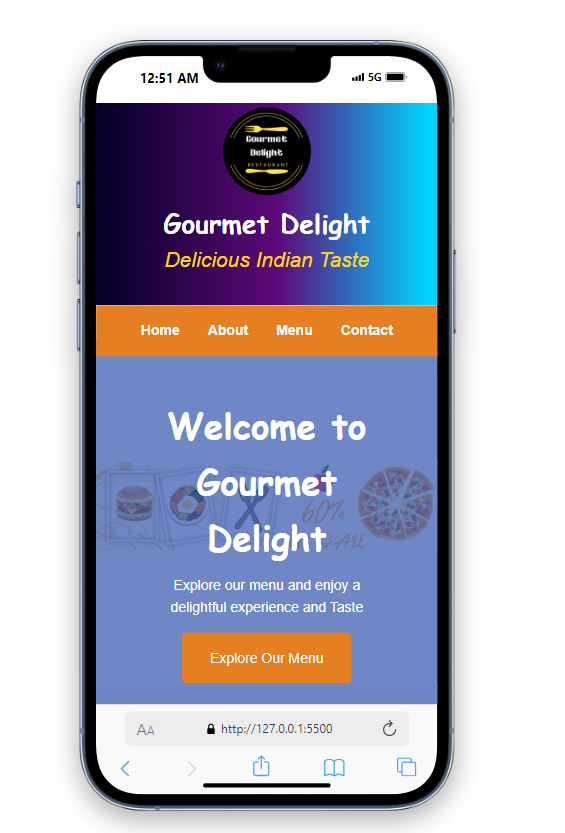 12:51 AM
5G
Gourmet
Delight
RESTAURANT
Gourmet Delight
Delicious Indian Taste
Home About Menu Contact
Welcome to
Gourmet
Delight
60%
SALE
Explore our menu and enjoy a
delightful experience and Taste
Explore Our Menu
AA http://127.0.0.1:5500